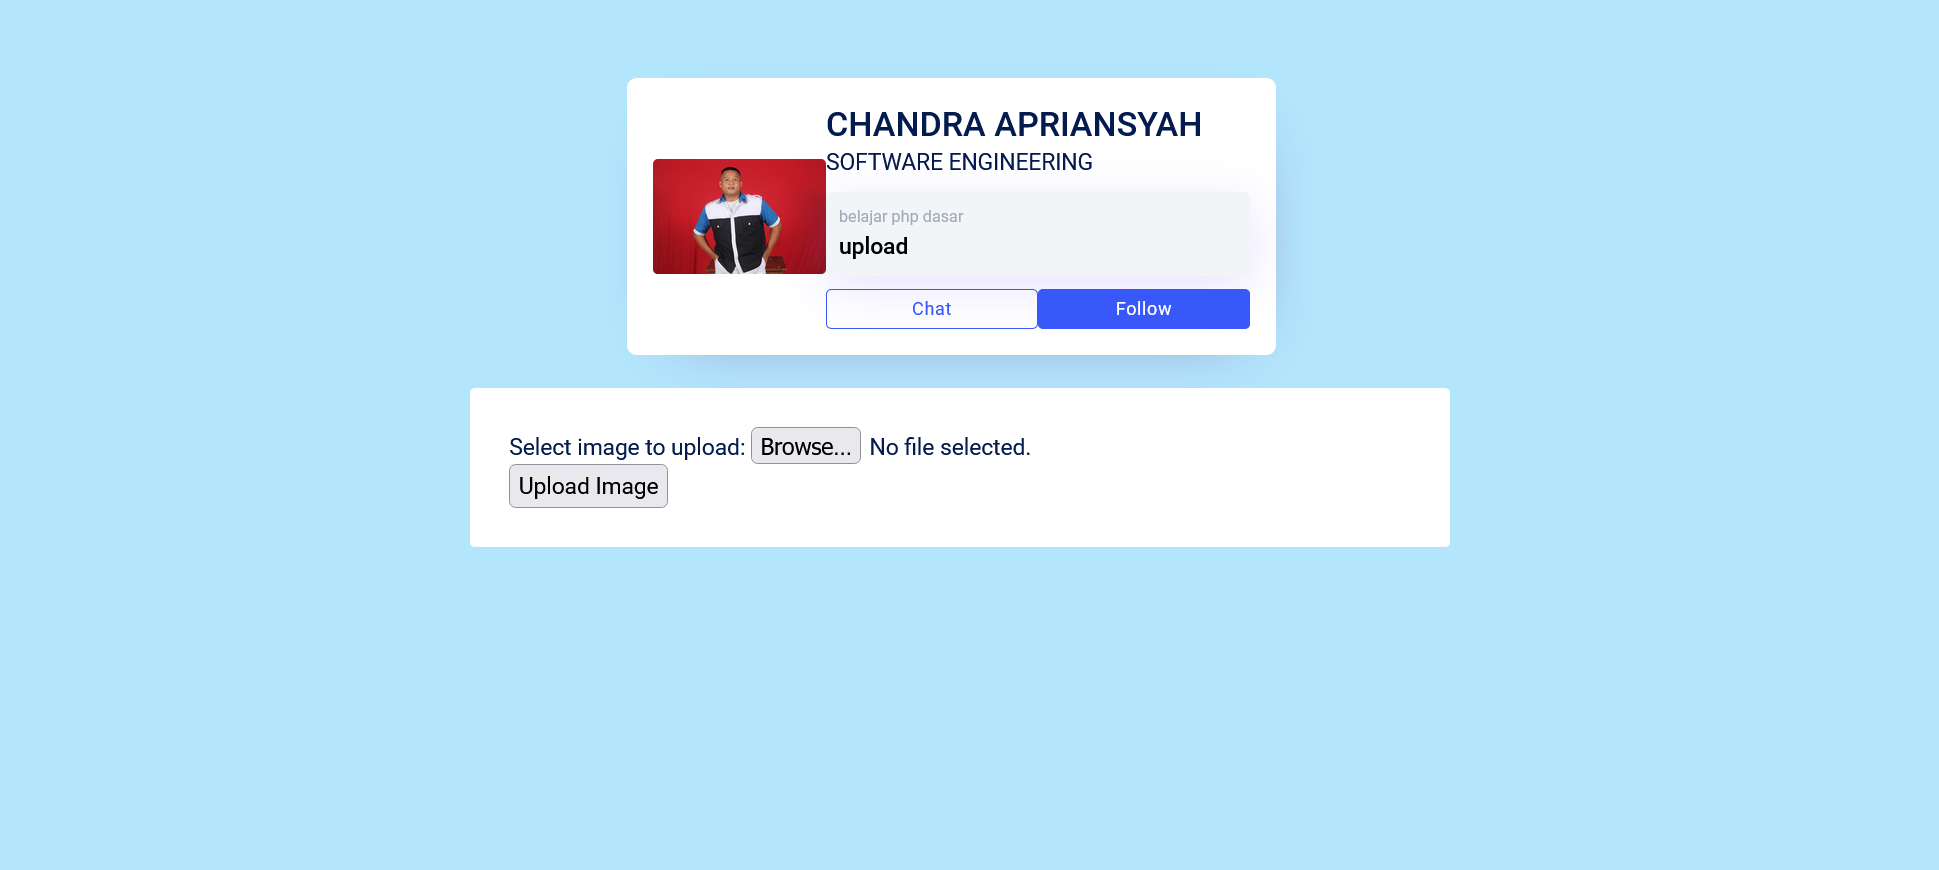 CHANDRA APRIANSYAH
SOFTWARE ENGINEERING
belajar php dasar
upload
Chat Follow
Select image to upload: Browse... No file selected.
Upload Image